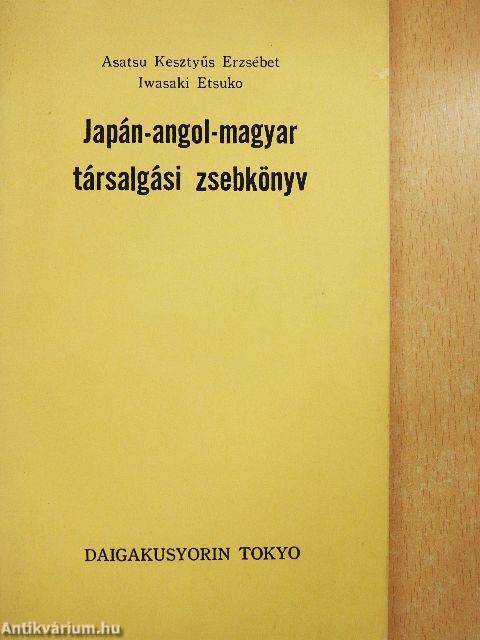 Asatsu Kesztyűs Erzsébet
Iwasaki Etsuko
Japán-angol-magyar
társalgási zsebkönyv
DAIGAKUSYORIN TOKYO
Antikvárium.hu